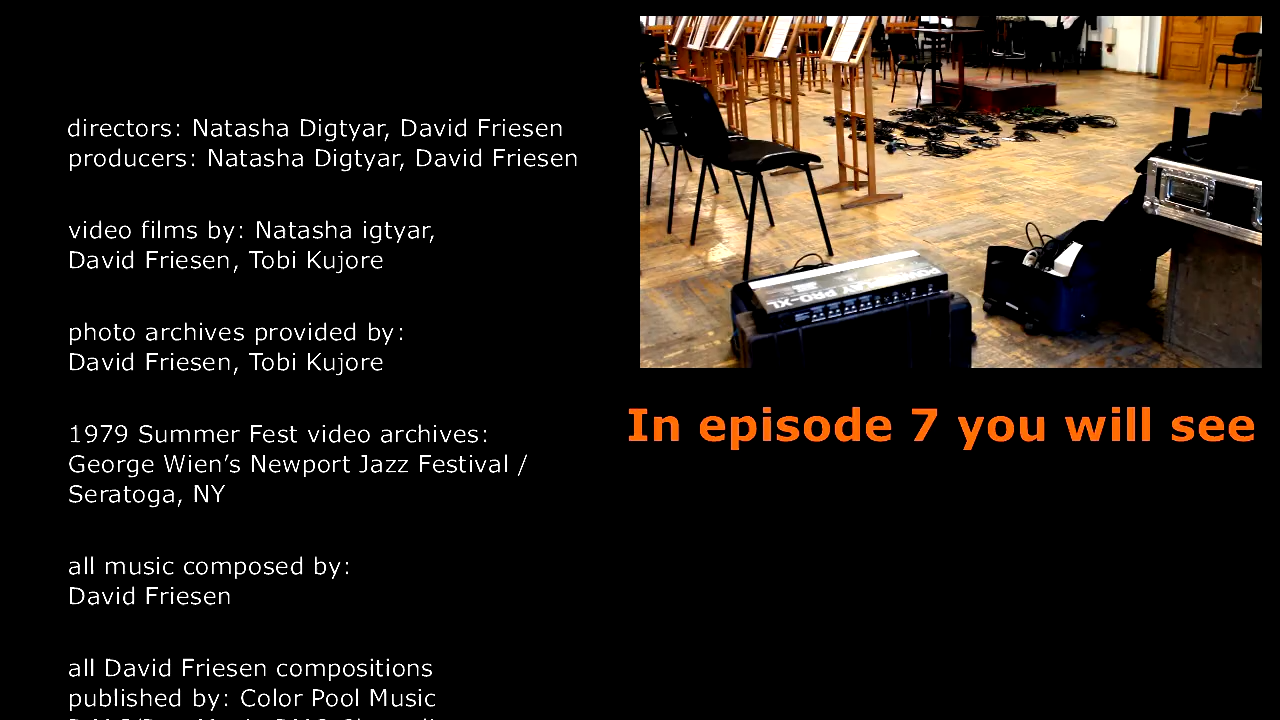 directors: Natasha Digtyar, David Friesen
producers: Natasha Digtyar, David Friesen
video films by: Natasha igtyar,
David Friesen, Tobi Kujore
photo archives provided by:
David Friesen, Tobi Kujore
1979 Summer Fest video archives:
George Wien’s Newport Jazz Festival /
Seratoga, NY
all music composed by:
David Friesen
all David Friesen compositions
published by: Color Pool Music
POWERPLAY PRO-XL
In episode 7 you will see